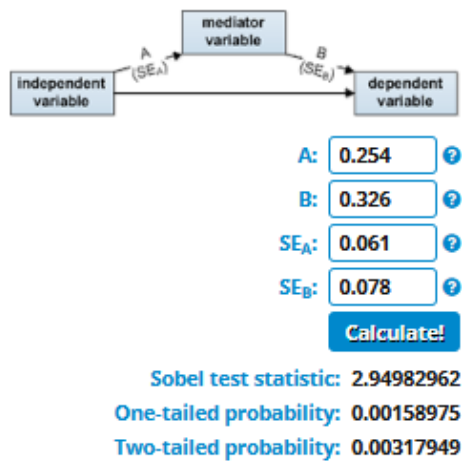 mediator
variable
A
(SEA)
B
(SEB)
independent
variable
dependent
variable
A: 0.254 ?
B: 0.326 ?
SEA: 0.061 ?
SEB: 0.078 ?
Calculate!
Sobel test statistic: 2.94982962
One-tailed probability: 0.00158975
Two-tailed probability: 0.00317949